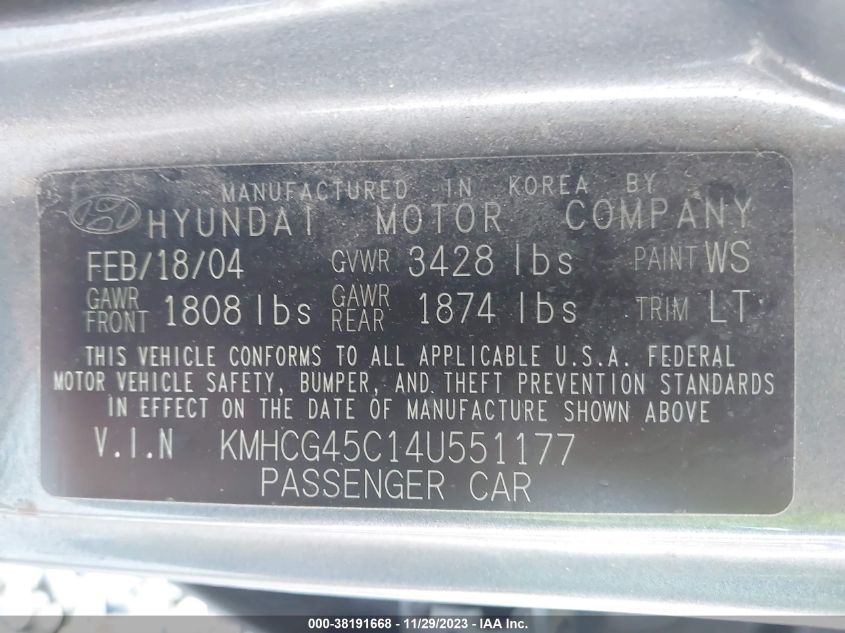 MANUFACTURED IN KOREA BY
HYUNDAI MOTOR COMPANY
FEB/18/04 GVWR 3428 lbs PAINT WS
GAWR FRONT 1808 lbs GAWR REAR 1874 lbs TRIM LT
THIS VEHICLE CONFORMS TO ALL APPLICABLE U.S.A. FEDERAL
MOTOR VEHICLE SAFETY, BUMPER, AND THEFT PREVENTION STANDARDS
IN EFFECT ON THE DATE OF MANUFACTURE SHOWN ABOVE
V.I.N KMHCG45C14U551177
PASSENGER CAR
000-38191668 - 11/29/2023 - IAA Inc.